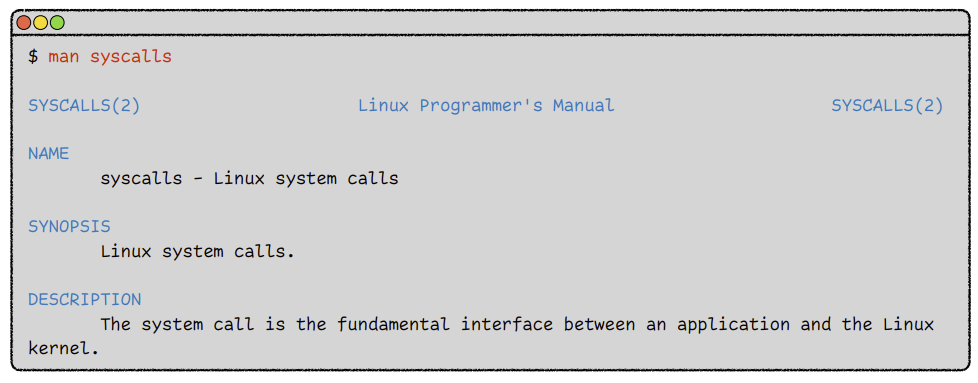 $ man syscalls
SYSCALLS(2) Linux Programmer's Manual SYSCALLS(2)
NAME
syscalls - Linux system calls
SYNOPSIS
Linux system calls.
DESCRIPTION
The system call is the fundamental interface between an application and the Linux
kernel.